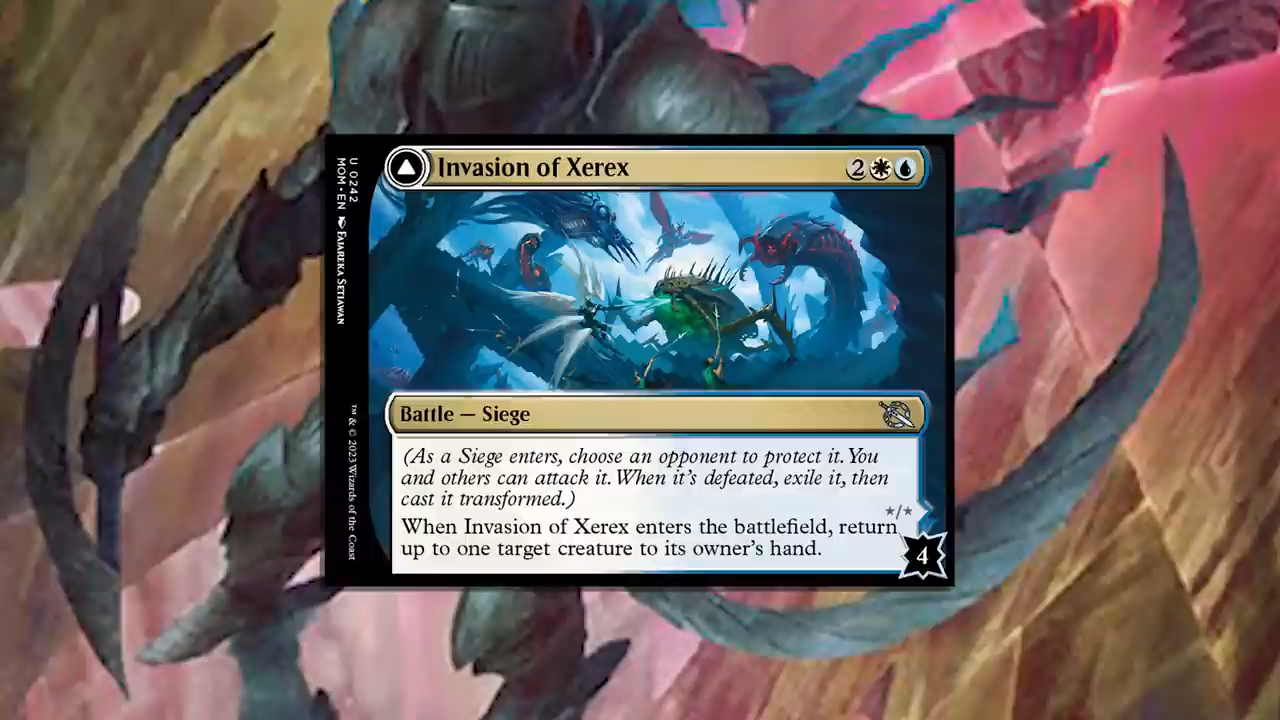 Invasion of Xerex
2
Battle — Siege
(As a Siege enters, choose an opponent to protect it. You
and others can attack it. When it's defeated, exile it, then
cast it transformed.)
When Invasion of Xerex enters the battlefield, return
up to one target creature to its owner's hand.
★/★
4
U 0242
MOM • EN FAJAREKA SETIAWAN
™ & © 2023 Wizards of the Coast